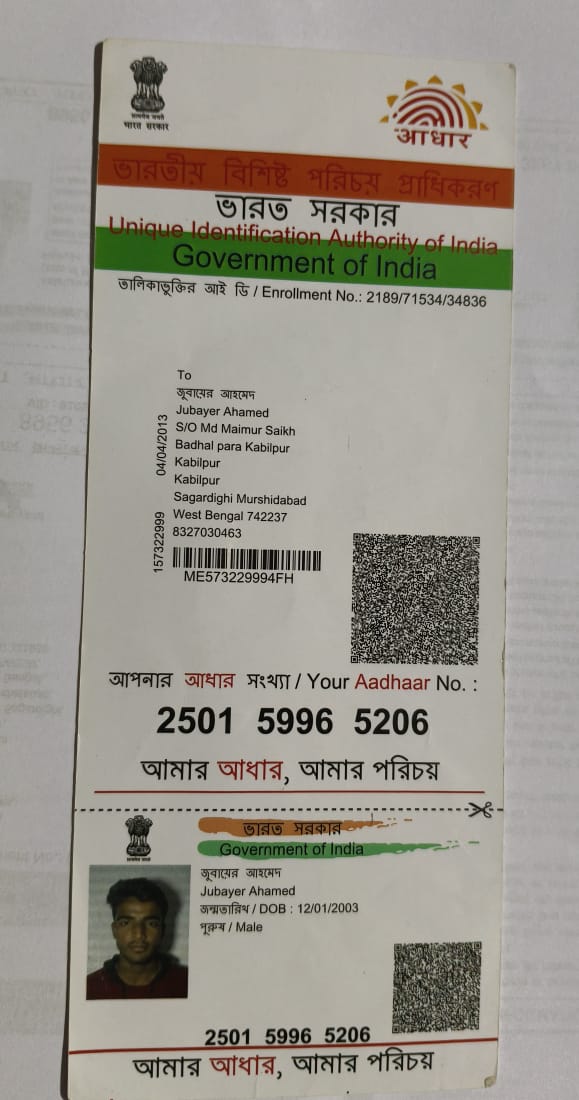 भारत सरकार
आधार
ভারতীয় বিশিষ্ট পরিচয় প্রাধিকরণ
ভারত সরকার
Unique Identification Authority of India
Government of India
তালিকাভুক্তির আই ডি / Enrollment No.: 2189/71534/34836
To
জুবায়ের আহমেদ
Jubayer Ahamed
S/O Md Maimur Saikh
Badhal para Kabilpur
Kabilpur
Kabilpur
Sagardighi Murshidabad
West Bengal 742237
8327030463
157322999 04/04/2013
ME573229994FH
আপনার আধার সংখ্যা / Your Aadhaar No. :
2501 5996 5206
আমার আধার, আমার পরিচয়
ভারত সরকার
Government of India
জুবায়ের আহমেদ
Jubayer Ahamed
জন্মতারিখ / DOB : 12/01/2003
পুরুষ / Male
2501 5996 5206
আমার আধার, আমার পরিচয়